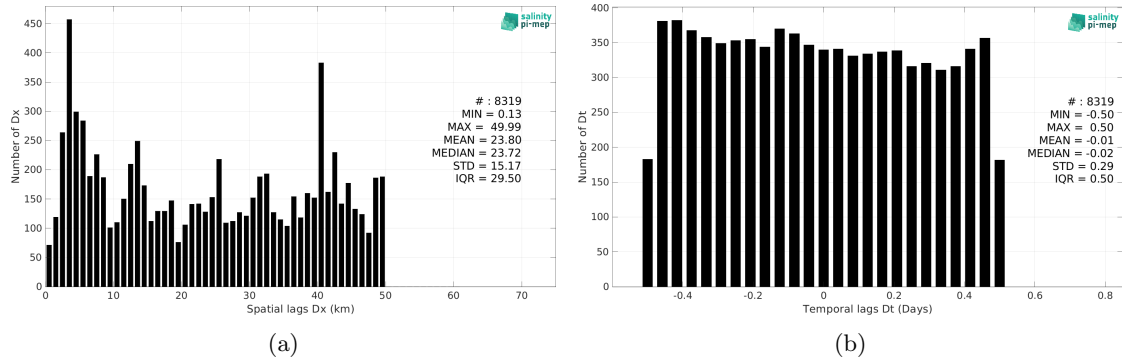 salinity
pi-mep
450
400
350
300
250
200
150
100
50
0
Number of Dx
# : 8319
MIN = 0.13
MAX = 49.99
MEAN = 23.80
MEDIAN = 23.72
STD = 15.17
IQR = 29.50
0 10 20 30 40 50 60 70
Spatial lags Dx (km)
(a)
salinity
pi-mep
400
350
300
250
200
150
100
50
0
Number of Dt
# : 8319
MIN = -0.50
MAX = 0.50
MEAN = -0.01
MEDIAN = -0.02
STD = 0.29
IQR = 0.50
-0.4 -0.2 0 0.2 0.4 0.6 0.8
Temporal lags Dt (Days)
(b)